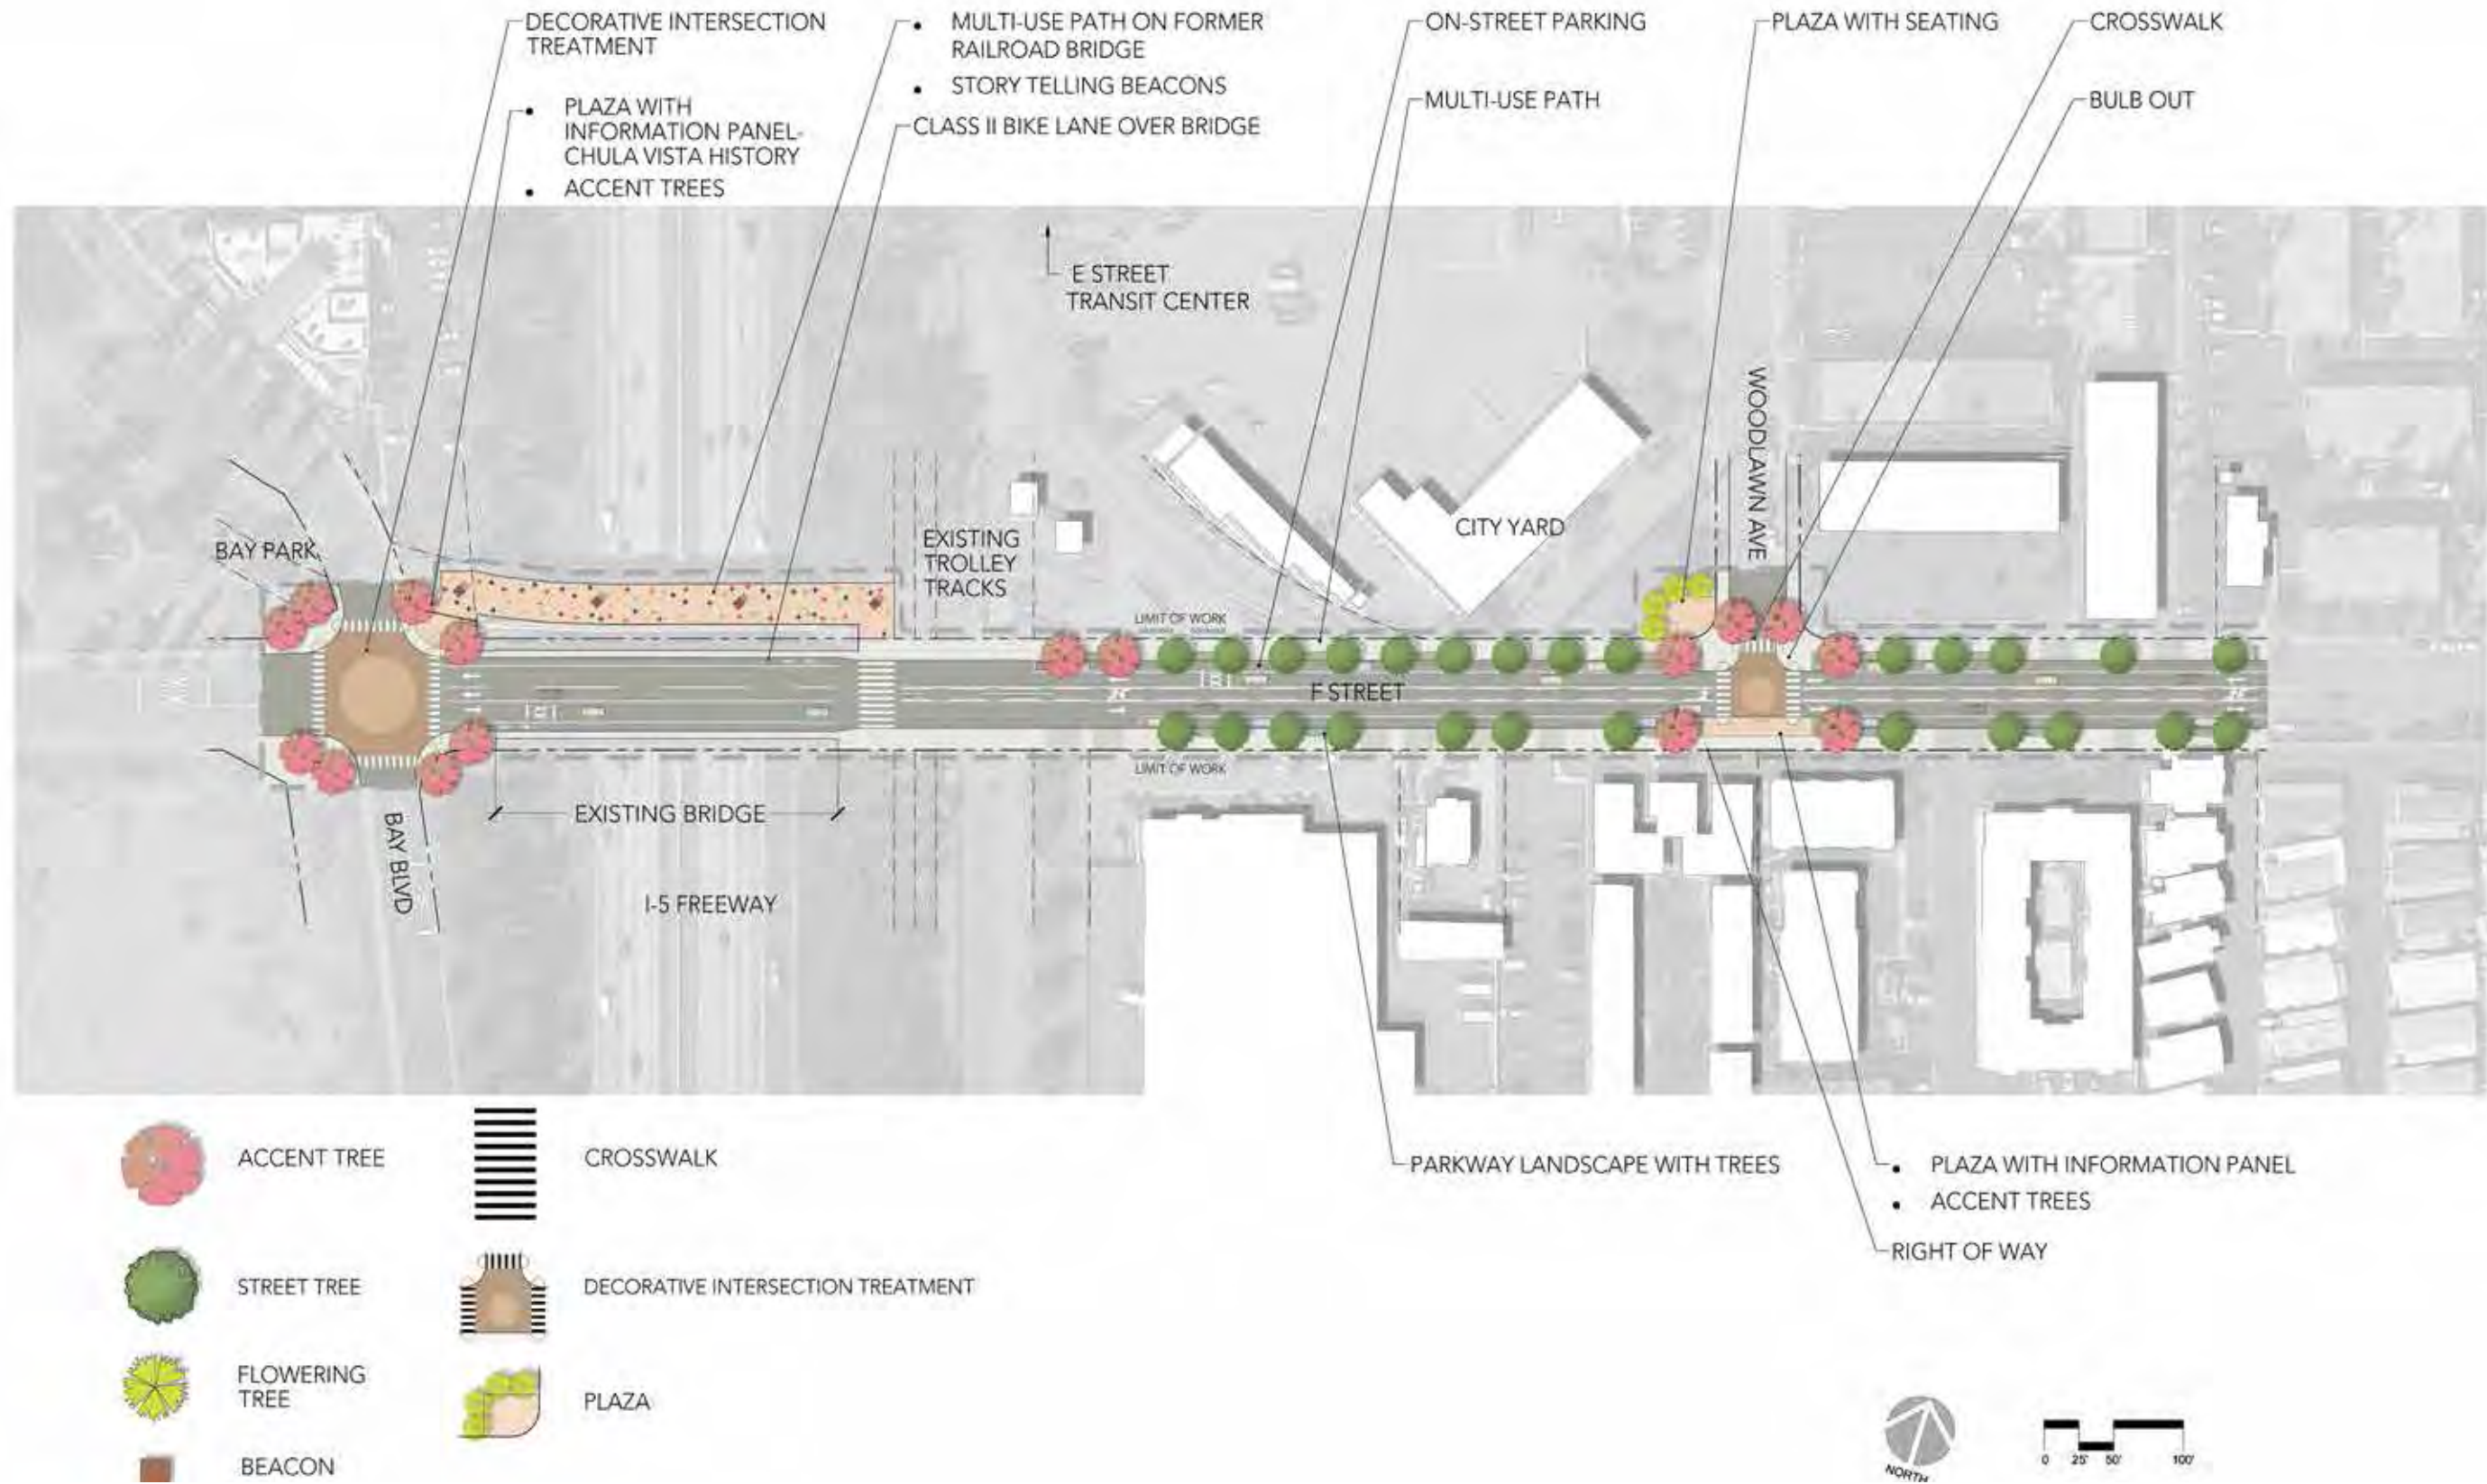 DECORATIVE INTERSECTION
TREATMENT
• PLAZA WITH
INFORMATION PANEL-
CHULA VISTA HISTORY
• ACCENT TREES
• MULTI-USE PATH ON FORMER
RAILROAD BRIDGE
• STORY TELLING BEACONS
CLASS II BIKE LANE OVER BRIDGE
ON-STREET PARKING
MULTI-USE PATH
PLAZA WITH SEATING
CROSSWALK
BULB OUT
E STREET
TRANSIT CENTER
WOODLAWN AVE
BAY PARK
EXISTING
TROLLEY
TRACKS
CITY YARD
LIMIT OF WORK
F STREET
LIMIT OF WORK
EXISTING BRIDGE
BAY BLVD
I-5 FREEWAY
PARKWAY LANDSCAPE WITH TREES
• PLAZA WITH INFORMATION PANEL
• ACCENT TREES
RIGHT OF WAY
ACCENT TREE
CROSSWALK
STREET TREE
DECORATIVE INTERSECTION TREATMENT
FLOWERING
TREE
PLAZA
BEACON
NORTH
0 25' 50' 100'